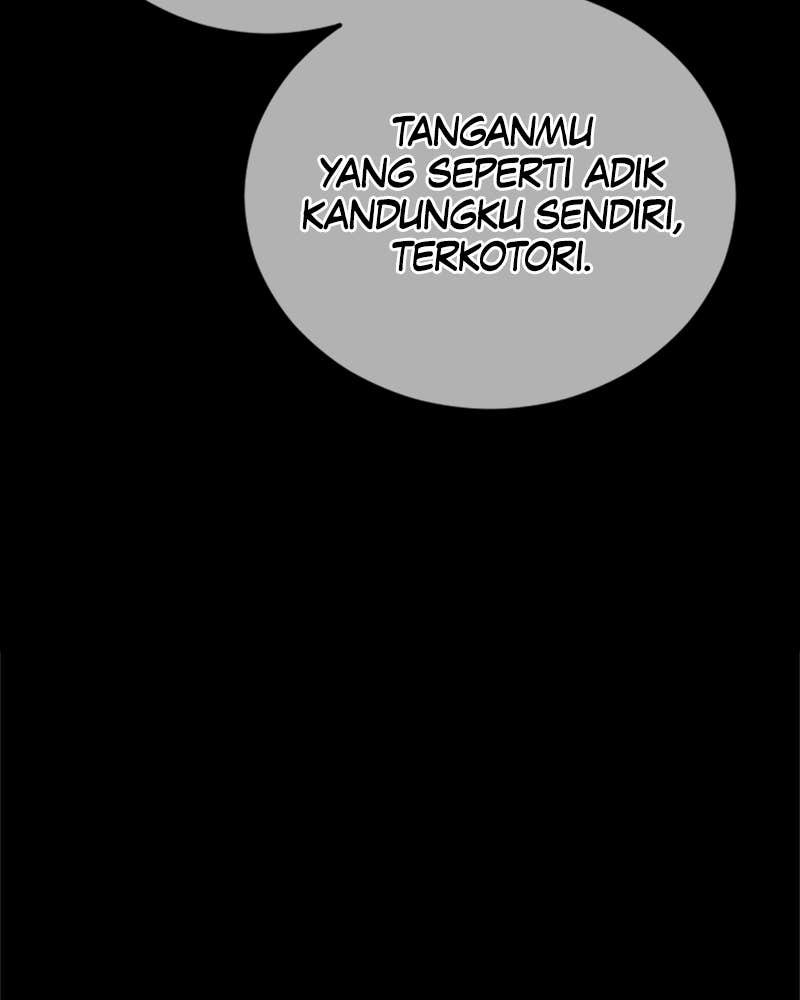 TANGANMU
YANG SEPERTI ADIK
KANDUNGKU SENDIRI,
TERKOTORI.